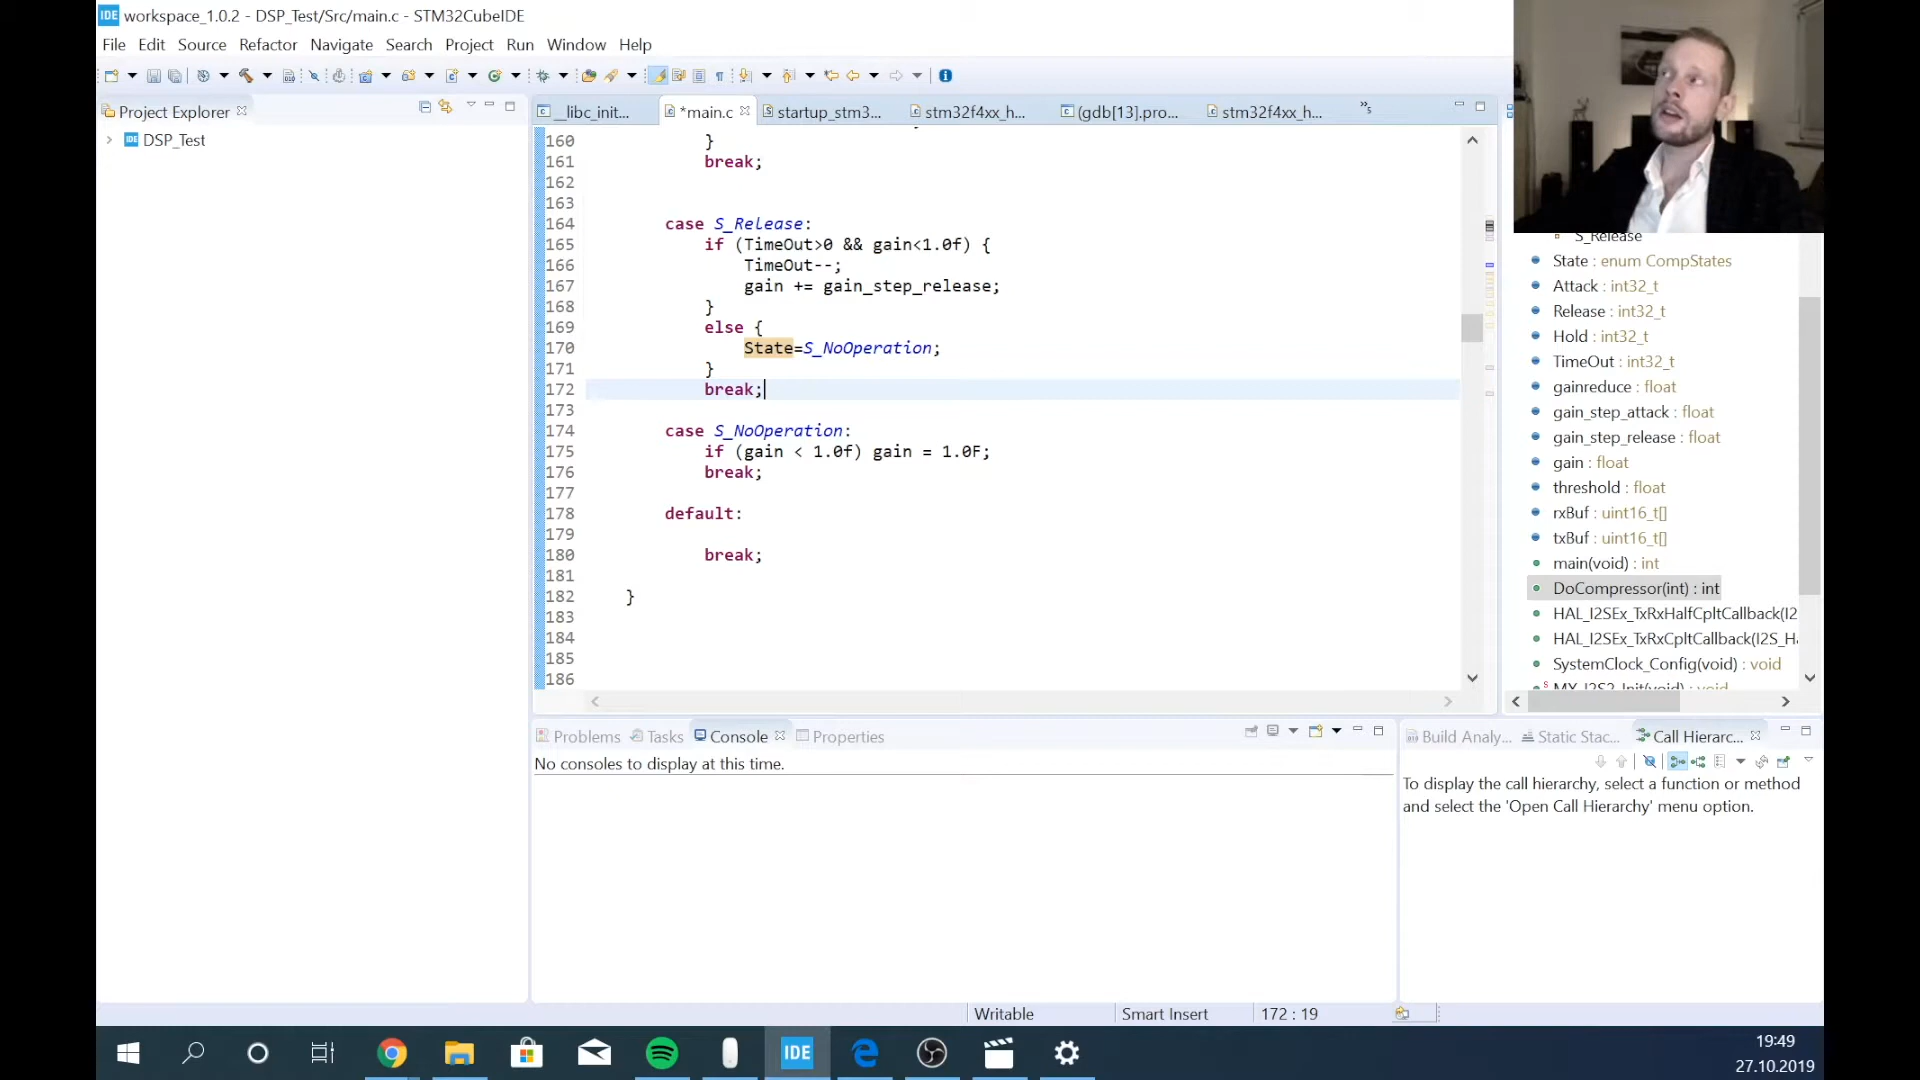 IDE workspace_1.0.2 - DSP_Test/Src/main.c - STM32CubeIDE
File Edit Source Refactor Navigate Search Project Run Window Help
Project Explorer
DSP_Test
__libc_init...
*main.c
startup_stm3...
stm32f4xx_h...
(gdb[13].pro...
stm32f4xx_h...
»5
160 }
161 break;
162
163
164 case S_Release:
165 if (TimeOut>0 && gain<1.0f) {
166 TimeOut--;
167 gain += gain_step_release;
168 }
169 else {
170 State=S_NoOperation;
171 }
172 break;
173
174 case S_NoOperation:
175 if (gain < 1.0f) gain = 1.0F;
176 break;
177
178 default:
179
180 break;
181
182 }
183
184
185
186
S_Release
State : enum CompStates
Attack : int32_t
Release : int32_t
Hold : int32_t
TimeOut : int32_t
gainreduce : float
gain_step_attack : float
gain_step_release : float
gain : float
threshold : float
rxBuf : uint16_t[]
txBuf : uint16_t[]
main(void) : int
DoCompressor(int) : int
HAL_I2SEx_TxRxHalfCpltCallback(I2
HAL_I2SEx_TxRxCpltCallback(I2S_H
SystemClock_Config(void) : void
MX_I2S2_Init(void) : void
Problems Tasks Console Properties
No consoles to display at this time.
Build Analy... Static Stac... Call Hierarc...
To display the call hierarchy, select a function or method
and select the 'Open Call Hierarchy' menu option.
Writable Smart Insert 172 : 19
IDE
19:49
27.10.2019